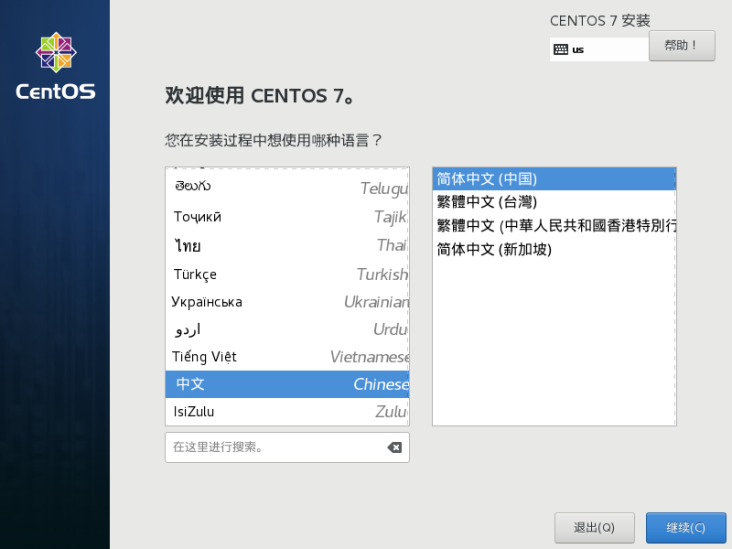 CentOS
CENTOS 7 安装
us
帮助！
欢迎使用 CENTOS 7。
您在安装过程中想使用哪种语言？
తెలుగు Telugu
Тоҷикӣ Tajik
ไทย Thai
Türkçe Turkish
Українська Ukrainian
اردو Urdu
Tiếng Việt Vietnamese
中文 Chinese
IsiZulu Zulu
简体中文 (中国)
繁體中文 (台灣)
繁體中文 (中華人民共和國香港特別行
简体中文 (新加坡)
在这里进行搜索。
退出(Q)
继续(C)